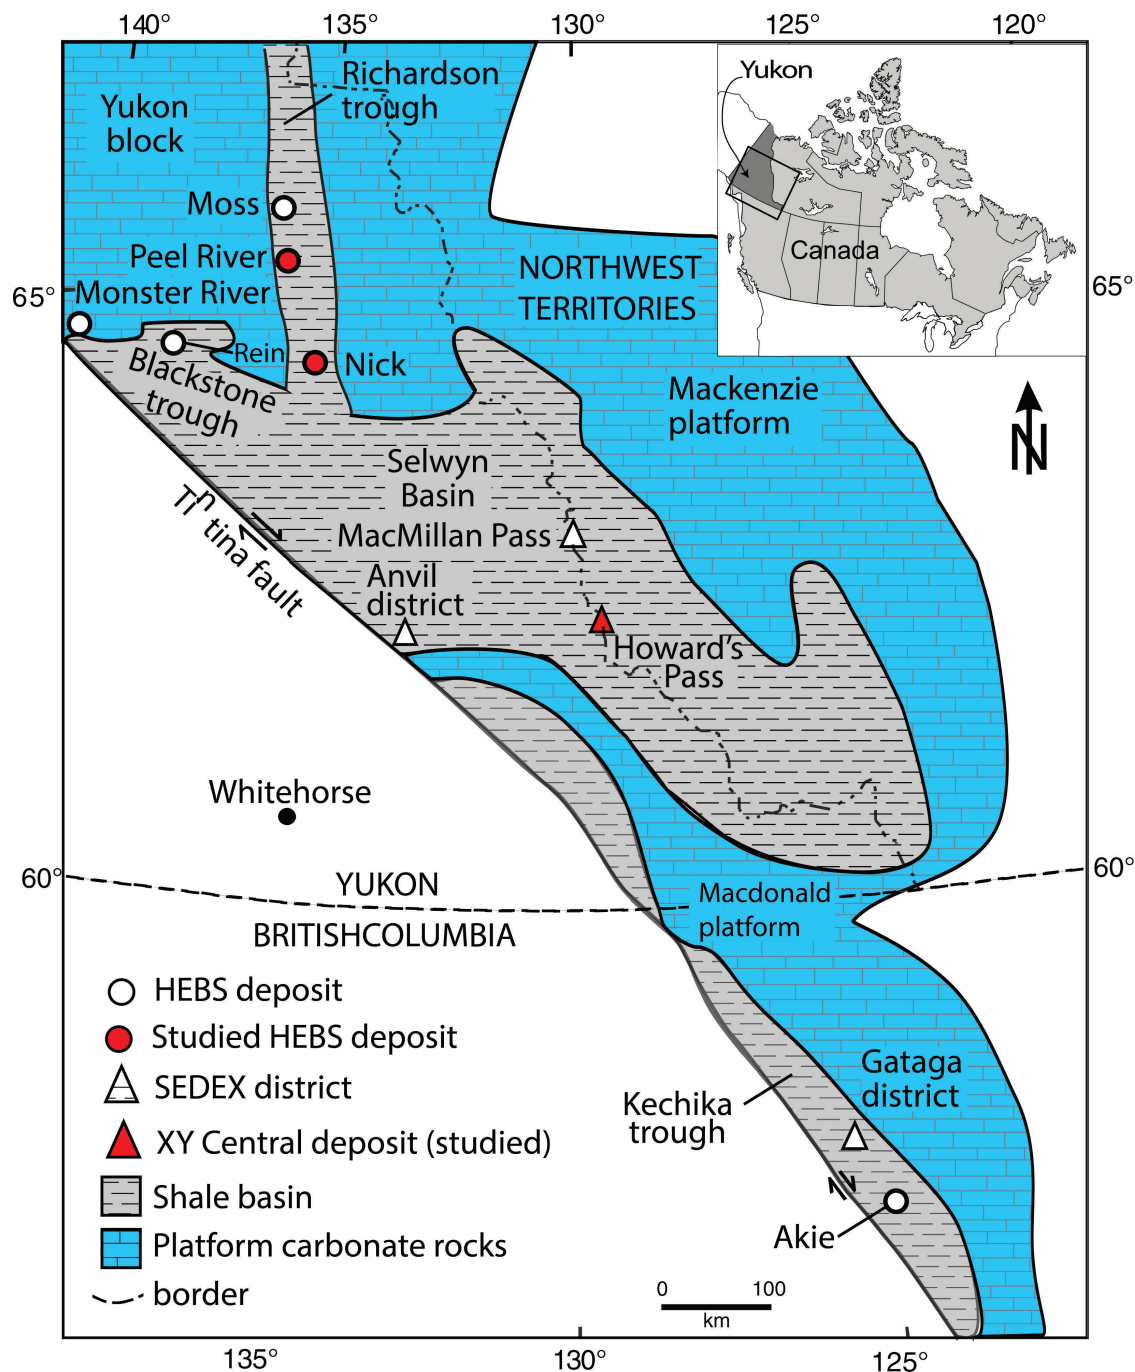 140°
135°
130°
125°
120°
Yukon
Richardson
trough
Yukon
block
Canada
Moss
Peel River
Monster River
NORTHWEST
TERRITORIES
65°
65°
Rein
Nick
Blackstone
trough
Mackenzie
platform
N
Selwyn
Basin
MacMillan Pass
Tintina fault
Anvil
district
Howard's
Pass
Whitehorse
60°
60°
YUKON
Macdonald
platform
BRITISHCOLUMBIA
HEBS deposit
Studied HEBS deposit
SEDEX district
XY Central deposit (studied)
Shale basin
Platform carbonate rocks
border
Gataga
district
Kechika
trough
Akie
0 100
km
135°
130°
125°